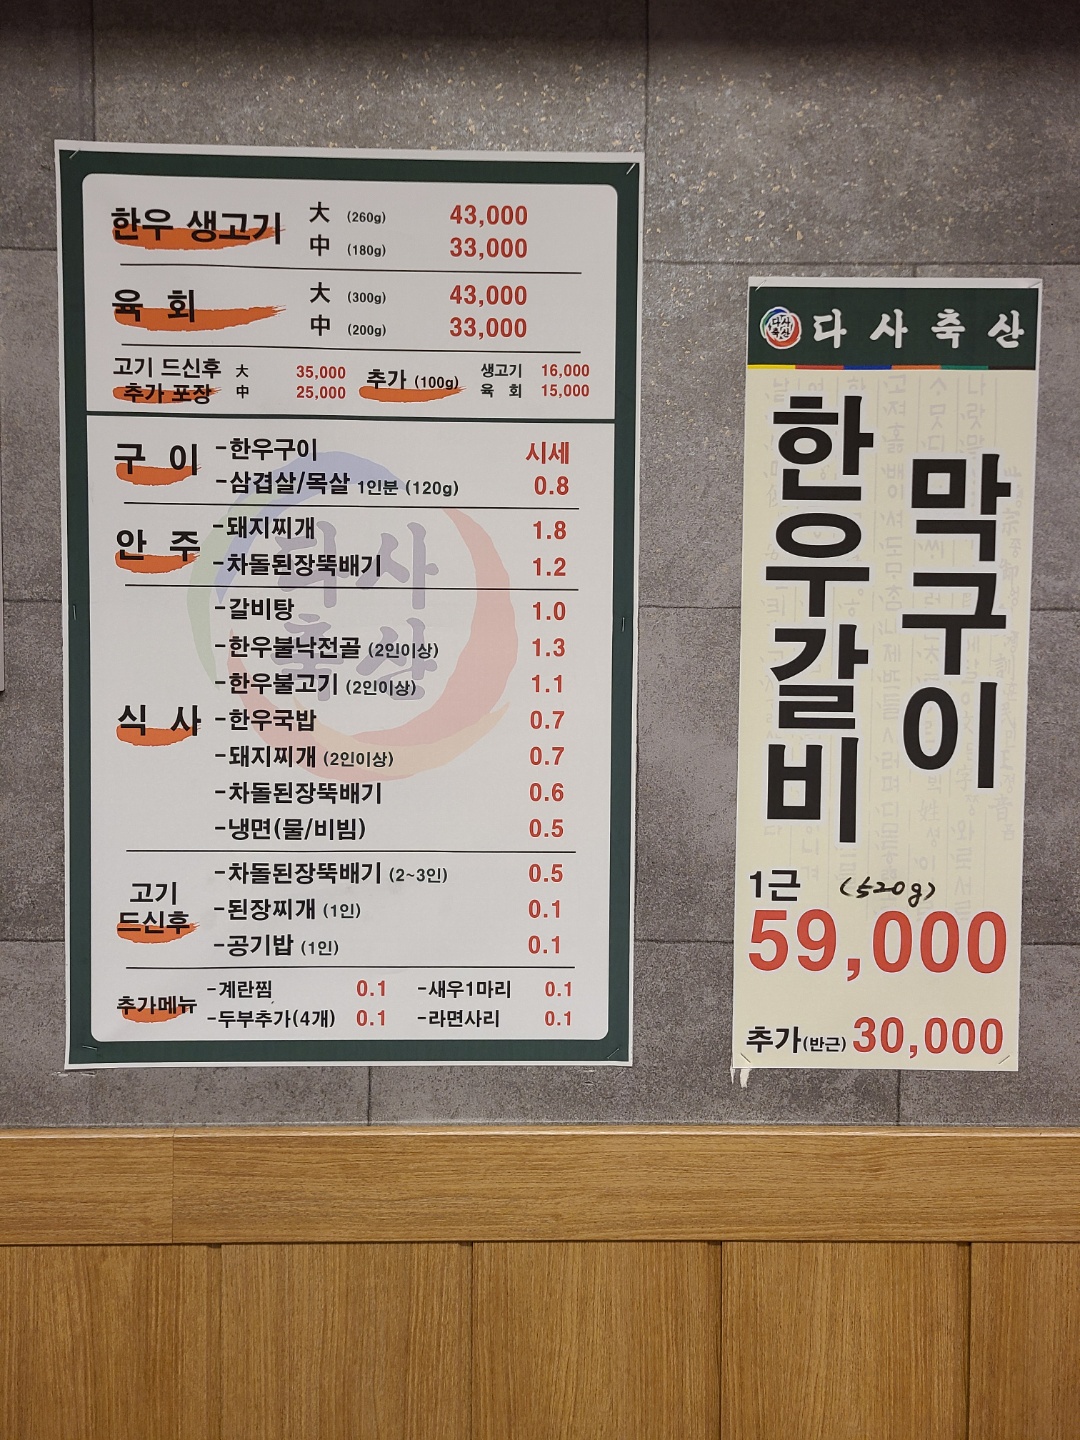 한우 생고기 大 (260g) 43,000
中 (180g) 33,000
육 회 大 (300g) 43,000
中 (200g) 33,000
고기 드신후 大 35,000 추가 (100g) 생고기 16,000
추가 포장 中 25,000 육 회 15,000
구 이 -한우구이 시세
-삼겹살/목살 1인분 (120g) 0.8
안 주 -돼지찌개 1.8
-차돌된장뚝배기 1.2
식 사 -갈비탕 1.0
-한우불낙전골 (2인이상) 1.3
-한우불고기 (2인이상) 1.1
-한우국밥 0.7
-돼지찌개 (2인이상) 0.7
-차돌된장뚝배기 0.6
-냉면(물/비빔) 0.5
고기 드신후 -차돌된장뚝배기 (2~3인) 0.5
-된장찌개 (1인) 0.1
-공기밥 (1인) 0.1
추가메뉴 -계란찜 0.1 -새우1마리 0.1
-두부추가(4개) 0.1 -라면사리 0.1
다사
축산
다사축산
다사축산
한우갈비
막구이
1근 (520g)
59,000
추가(반근) 30,000